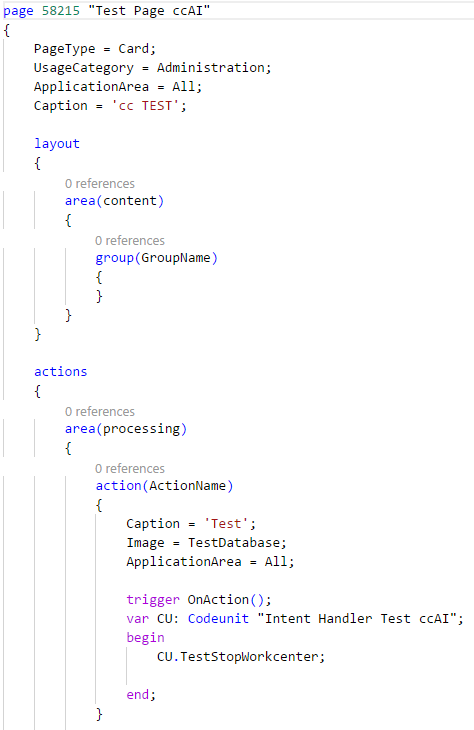 page 58215 "Test Page ccAI"
{
PageType = Card;
UsageCategory = Administration;
ApplicationArea = All;
Caption = 'cc TEST';
layout
{
0 references
area(content)
{
0 references
group(GroupName)
{
}
}
}
actions
{
0 references
area(processing)
{
0 references
action(ActionName)
{
Caption = 'Test';
Image = TestDatabase;
ApplicationArea = All;
trigger OnAction();
var CU: Codeunit "Intent Handler Test ccAI";
begin
CU.TestStopWorkcenter;
end;
}